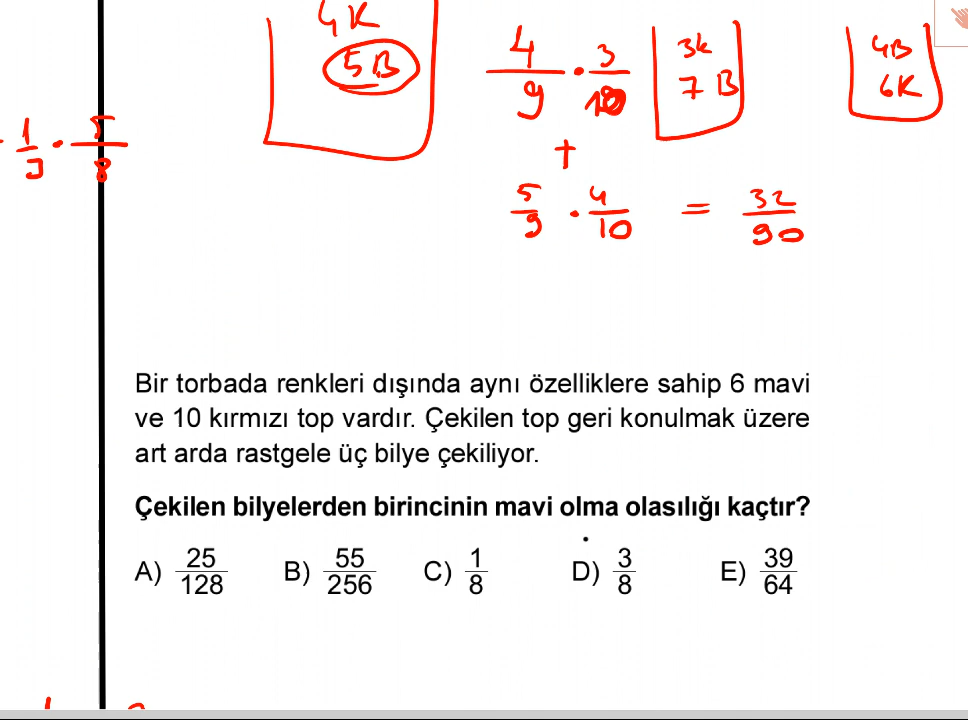 4K
5B
4/9 · 3/10
3k
7 B
4B
6K
1/3 · 5/8
+
5/9 · 4/10 = 32/90
Bir torbada renkleri dışında aynı özelliklere sahip 6 mavi
ve 10 kırmızı top vardır. Çekilen top geri konulmak üzere
art arda rastgele üç bilye çekiliyor.
Çekilen bilyelerden birincinin mavi olma olasılığı kaçtır?
A) 25/128 B) 55/256 C) 1/8 D) 3/8 E) 39/64